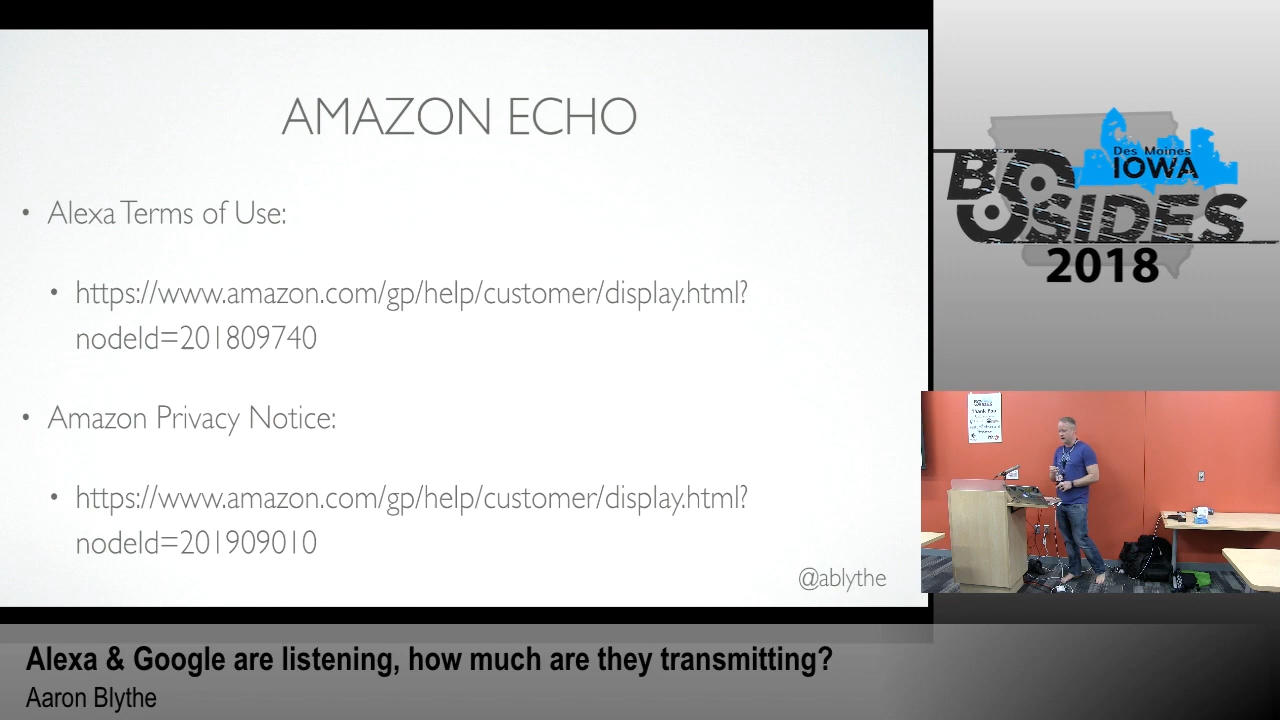 AMAZON ECHO
• Alexa Terms of Use:
• https://www.amazon.com/gp/help/customer/display.html?
nodeId=201809740
• Amazon Privacy Notice:
• https://www.amazon.com/gp/help/customer/display.html?
nodeId=201909010
@ablythe
Des Moines
IOWA
BSIDES
2018
Thank You
Alexa & Google are listening, how much are they transmitting?
Aaron Blythe